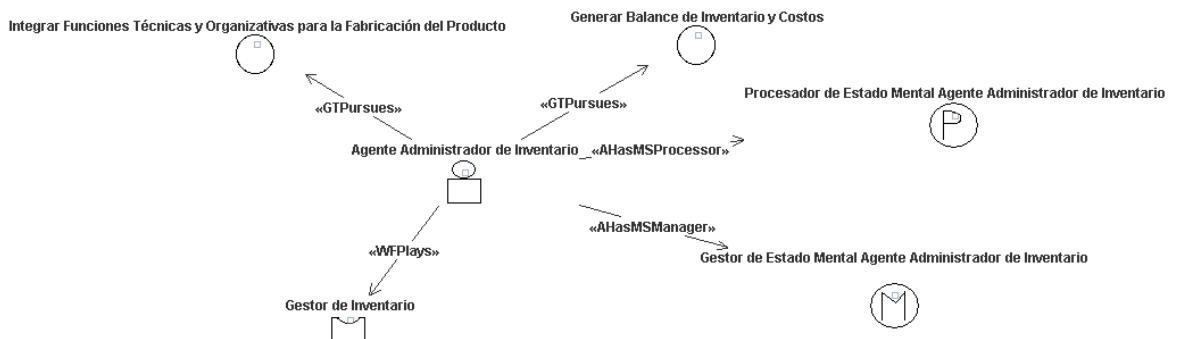 Generar Balance de Inventario y Costos
Integrar Funciones Técnicas y Organizativas para la Fabricación del Producto
«GTPursues»
«GTPursues»
Procesador de Estado Mental Agente Administrador de Inventario
P
Agente Administrador de Inventario
«AHasMSProcessor»
«AHasMSManager»
«WFPlays»
Gestor de Estado Mental Agente Administrador de Inventario
M
Gestor de Inventario